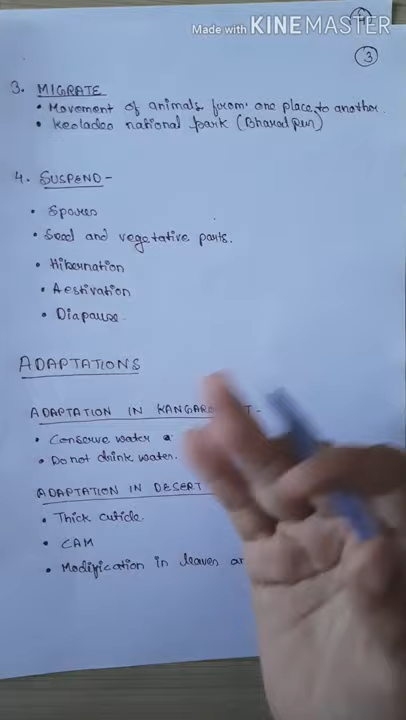 Made with KINEMASTER
3
3. MIGRATE
• Movement of animals from one place to another.
• Keoladeo national park (Bharatpur)
4. SUSPEND -
• Spores
• Seed and vegetative parts.
• Hibernation
• Aestivation
• Diapause.
ADAPTATIONS
ADAPTATION IN KANGAROO
• Conserve water
• Do not drink water.
ADAPTATION IN DESERT
• Thick cuticle.
• CAM
• Modification in leaves